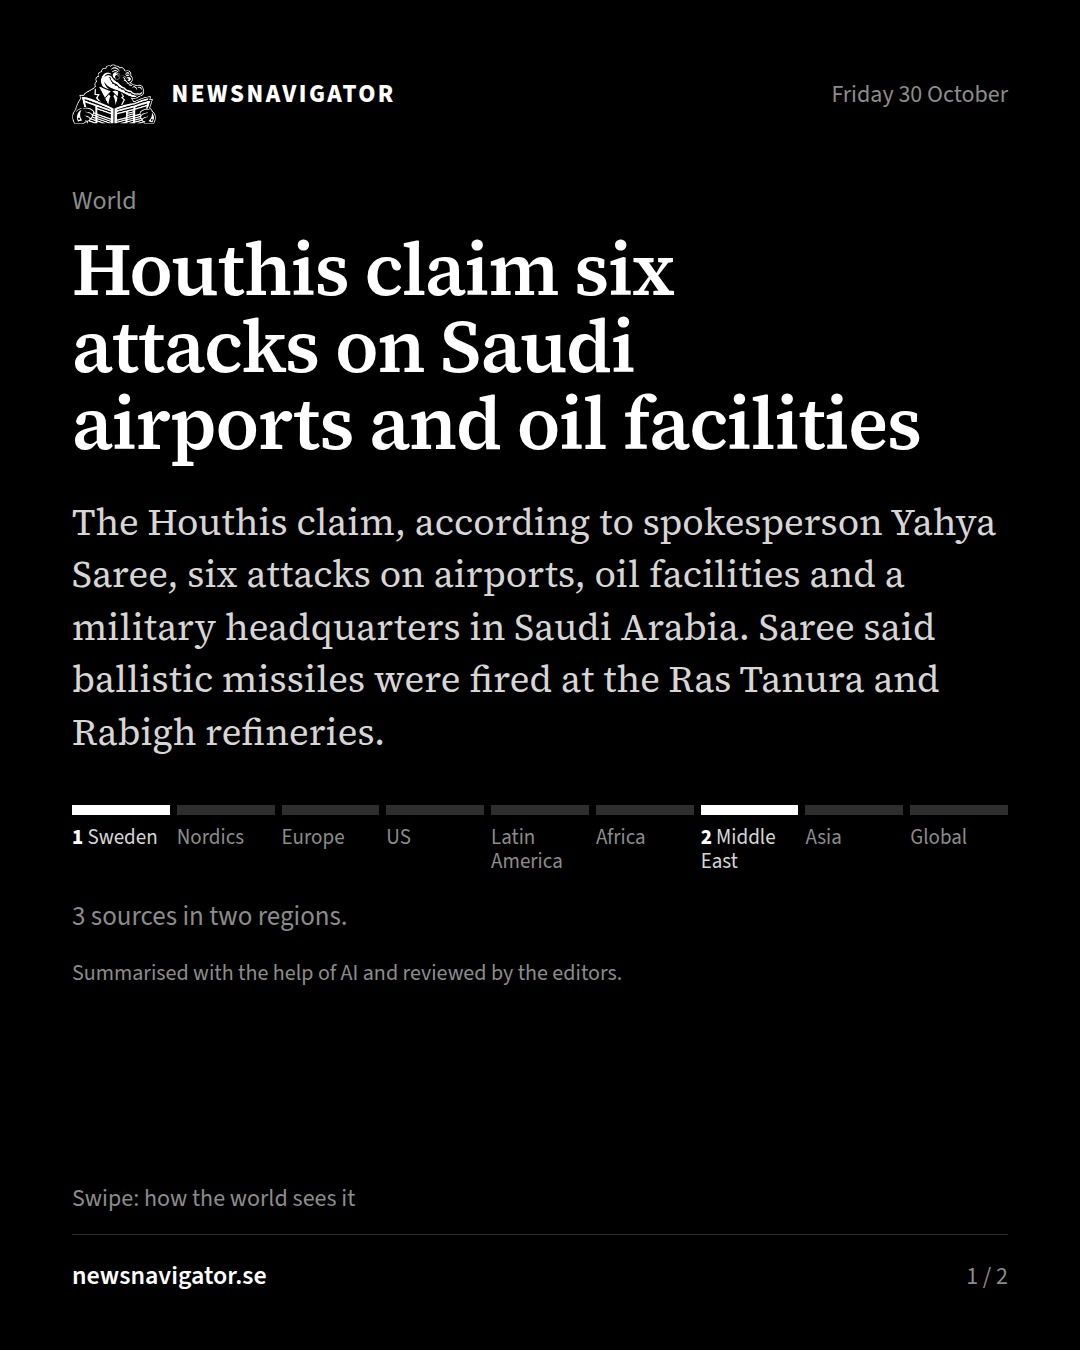 NEWSNAVIGATOR
Friday 30 October
World
Houthis claim six
attacks on Saudi
airports and oil facilities
The Houthis claim, according to spokesperson Yahya
Saree, six attacks on airports, oil facilities and a
military headquarters in Saudi Arabia. Saree said
ballistic missiles were fired at the Ras Tanura and
Rabigh refineries.
1 Sweden
Nordics
Europe
US
Latin
America
Africa
2 Middle
East
Asia
Global
3 sources in two regions.
Summarised with the help of AI and reviewed by the editors.
Swipe: how the world sees it
newsnavigator.se
1 / 2